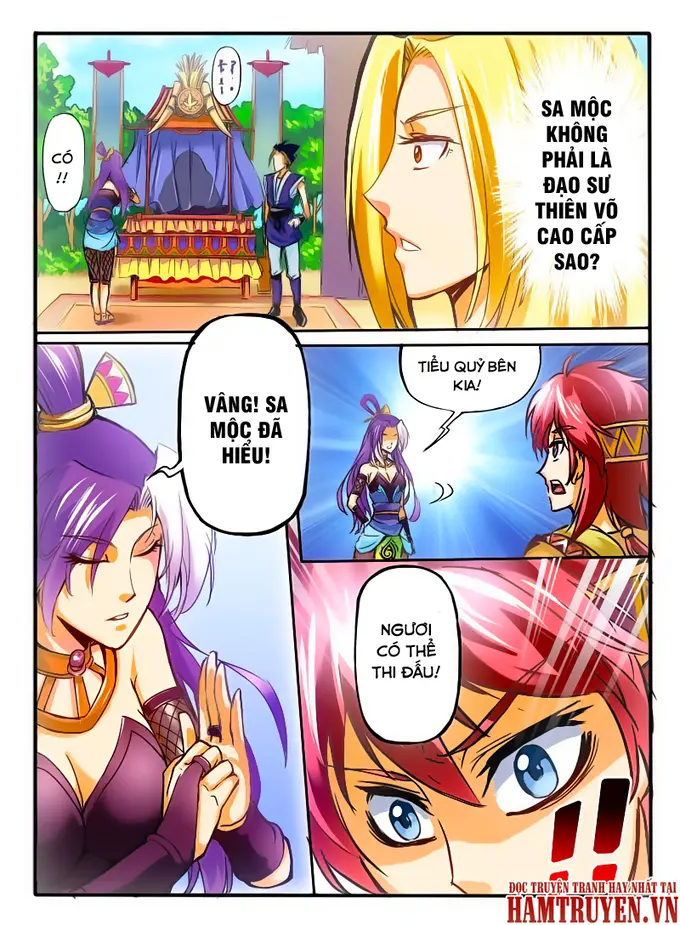 CÓ
!!
SA MỘC
KHÔNG
PHẢI LÀ
ĐẠO SƯ
THIÊN VÕ
CAO CẤP
SAO?
VÂNG! SA
MỘC ĐÃ
HIỂU!
TIỂU QUỶ BÊN
KIA!
NGƯƠI
CÓ THỂ
THI ĐẤU!
!!
ĐỌC TRUYỆN TRANH HAY NHẤT TẠI
HAMTRUYEN.VN